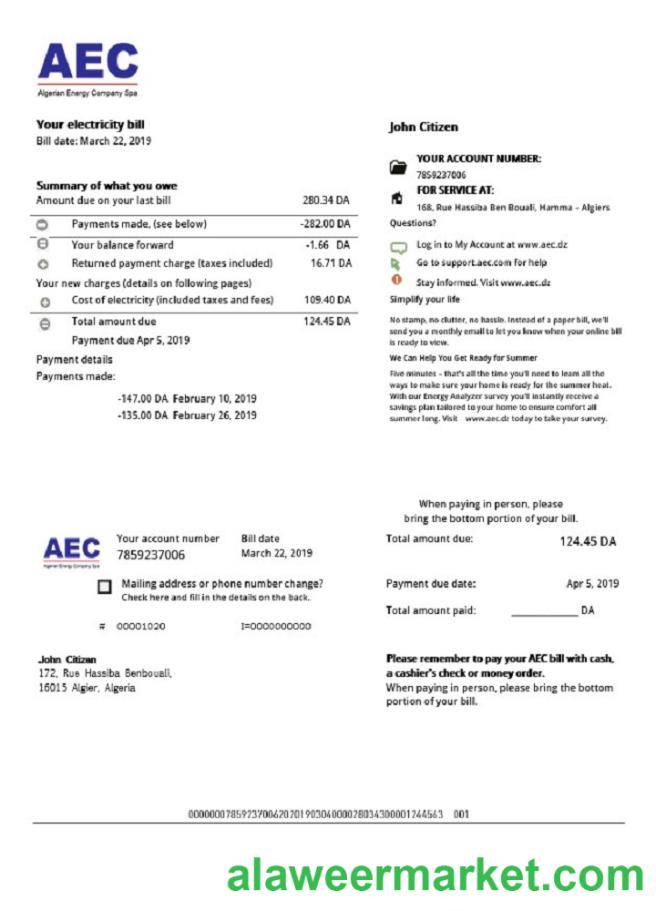 AEC
Algerian Energy Company Spa
Your electricity bill
Bill date: March 22, 2019
Summary of what you owe
Amount due on your last bill 280.34 DA
Payments made, (see below) -282.00 DA
Your balance forward -1.66 DA
Returned payment charge (taxes included) 16.71 DA
Your new charges (details on following pages)
Cost of electricity (included taxes and fees) 109.40 DA
Total amount due 124.45 DA
Payment due Apr 5, 2019
Payment details
Payments made:
-147.00 DA February 10, 2019
-135.00 DA February 26, 2019
John Citizen
YOUR ACCOUNT NUMBER:
7859237006
FOR SERVICE AT:
168, Rue Hassiba Ben Bouali, Hamma - Algiers
Questions?
Log in to My Account at www.aec.dz
Go to support.aec.com for help
Stay informed. Visit www.aec.dz
Simplify your life
No stamp, no clutter, no hassle. Instead of a paper bill, we'll
send you a monthly email to let you know when your online bill
is ready to view.
We Can Help You Get Ready for Summer
Five minutes - that's all the time you'll need to learn all the
ways to make sure your home is ready for the summer heat.
With our Energy Analyzer survey you'll instantly receive a
savings plan tailored to your home to ensure comfort all
summer long. Visit www.aec.dz today to take your survey.
When paying in person, please
bring the bottom portion of your bill.
AEC
Algerian Energy Company Spa
Your account number Bill date
7859237006 March 22, 2019
Mailing address or phone number change?
Check here and fill in the details on the back.
# 00001020 I=0000000000
John Citizen
172, Rue Hassiba Benbouali,
16015 Algier, Algeria
Total amount due: 124.45 DA
Payment due date: Apr 5, 2019
Total amount paid: __________ DA
Please remember to pay your AEC bill with cash,
a cashier's check or money order.
When paying in person, please bring the bottom
portion of your bill.
000000078592370062020190304000028034300001244563 001
alaweermarket.com